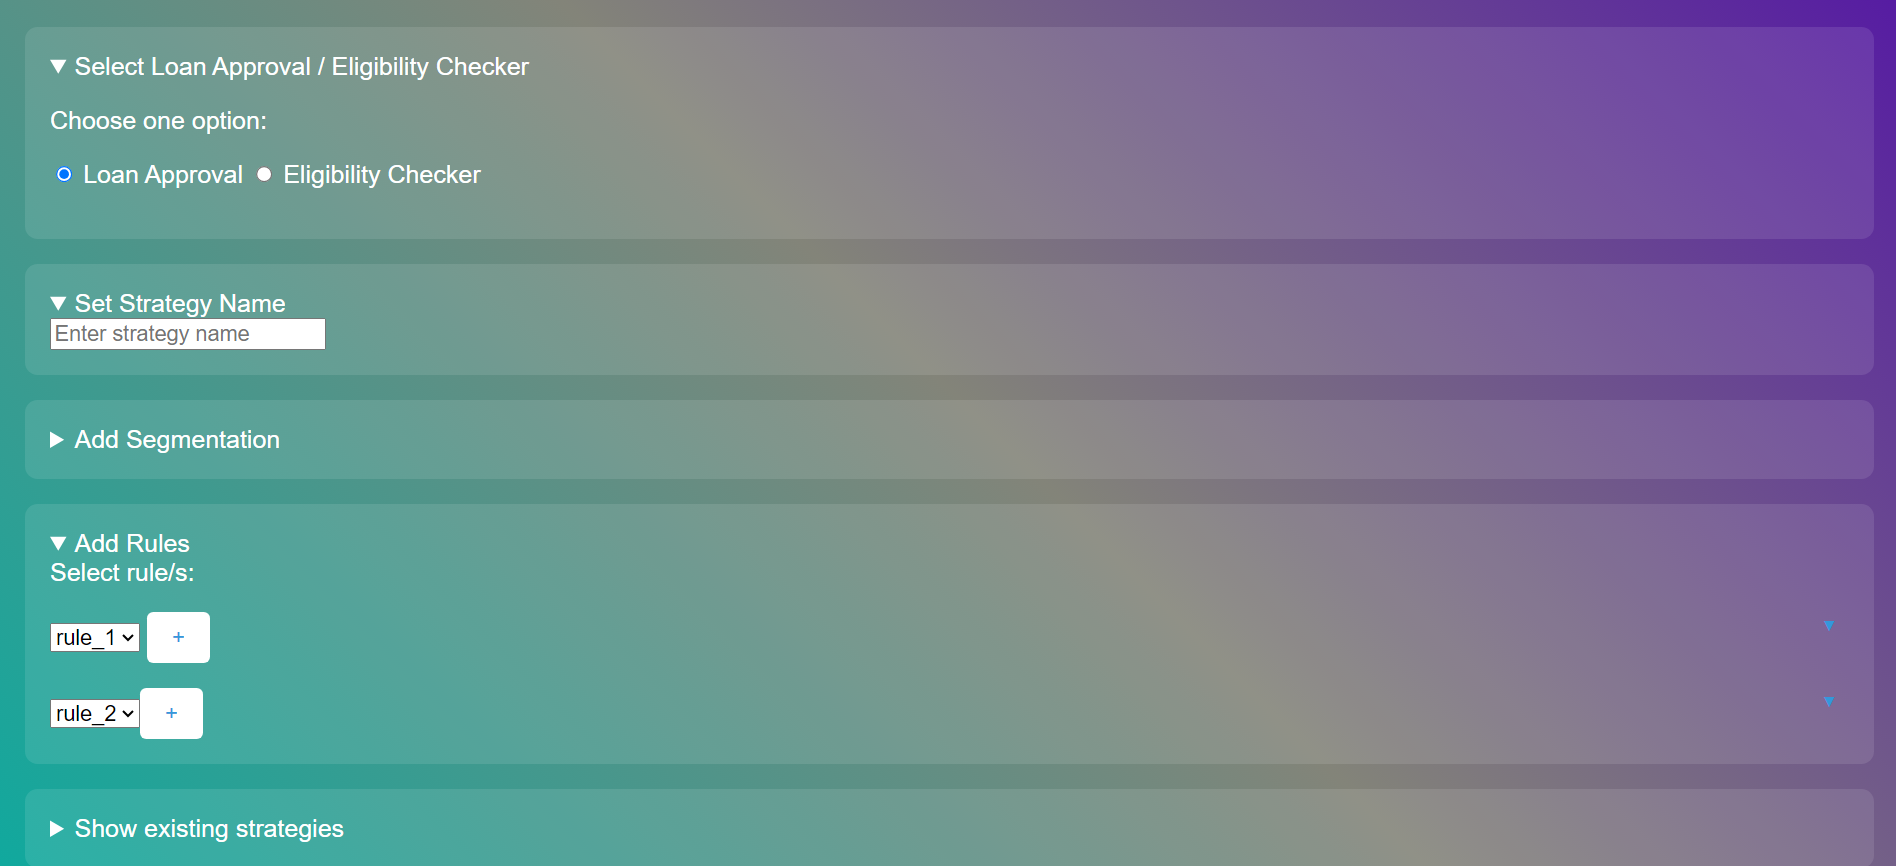 ▼ Select Loan Approval / Eligibility Checker
Choose one option:
Loan Approval Eligibility Checker
▼ Set Strategy Name
Enter strategy name
▶ Add Segmentation
▼ Add Rules
Select rule/s:
rule_1 +
▼
rule_2 +
▼
▶ Show existing strategies